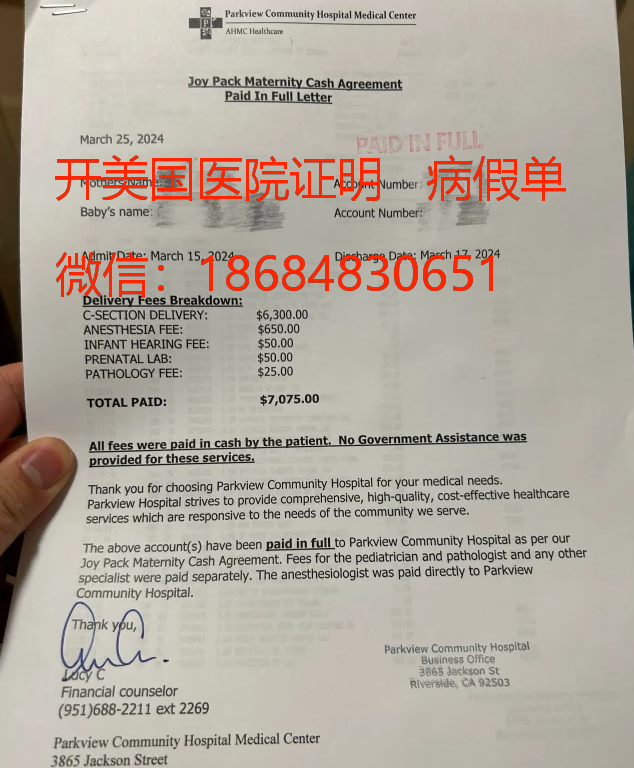 Parkview Community Hospital Medical Center
AHMC Healthcare
Joy Pack Maternity Cash Agreement
Paid In Full Letter
March 25, 2024
PAID IN FULL
Mother's Name:
Account Number:
开美国医院证明 病假单
Baby's name:
Account Number:
Admit Date: March 15, 2024
Discharge Date: March 17, 2024
微信：18684830651
Delivery Fees Breakdown:
C-SECTION DELIVERY: $6,300.00
ANESTHESIA FEE: $650.00
INFANT HEARING FEE: $50.00
PRENATAL LAB: $50.00
PATHOLOGY FEE: $25.00
TOTAL PAID: $7,075.00
All fees were paid in cash by the patient. No Government Assistance was
provided for these services.
Thank you for choosing Parkview Community Hospital for your medical needs.
Parkview Hospital strives to provide comprehensive, high-quality, cost-effective healthcare
services which are responsive to the needs of the community we serve.
The above account(s) have been paid in full to Parkview Community Hospital as per our
Joy Pack Maternity Cash Agreement. Fees for the pediatrician and pathologist and any other
specialist were paid separately. The anesthesiologist was paid directly to Parkview
Community Hospital.
Thank you,
Lucy C
Financial counselor
(951)688-2211 ext 2269
Parkview Community Hospital
Business Office
3865 Jackson St
Riverside, CA 92503
Parkview Community Hospital Medical Center
3865 Jackson Street